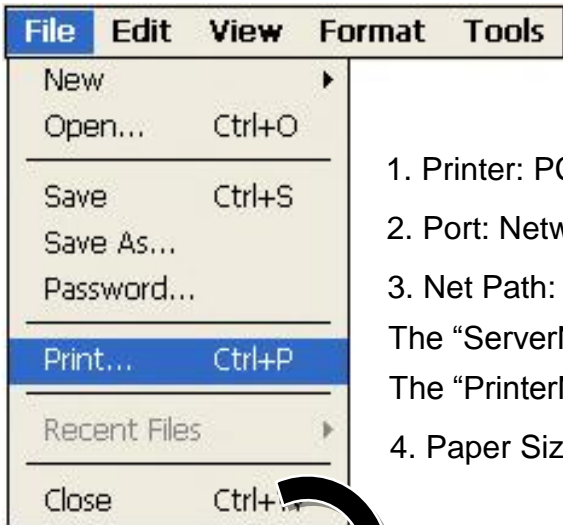 File Edit View Format Tools
New
Open... Ctrl+O
Save Ctrl+S
Save As...
Password...
Print... Ctrl+P
Recent Files
Close
1. Printer:
2. Port:
3. Net Path:
The
The
4. Paper